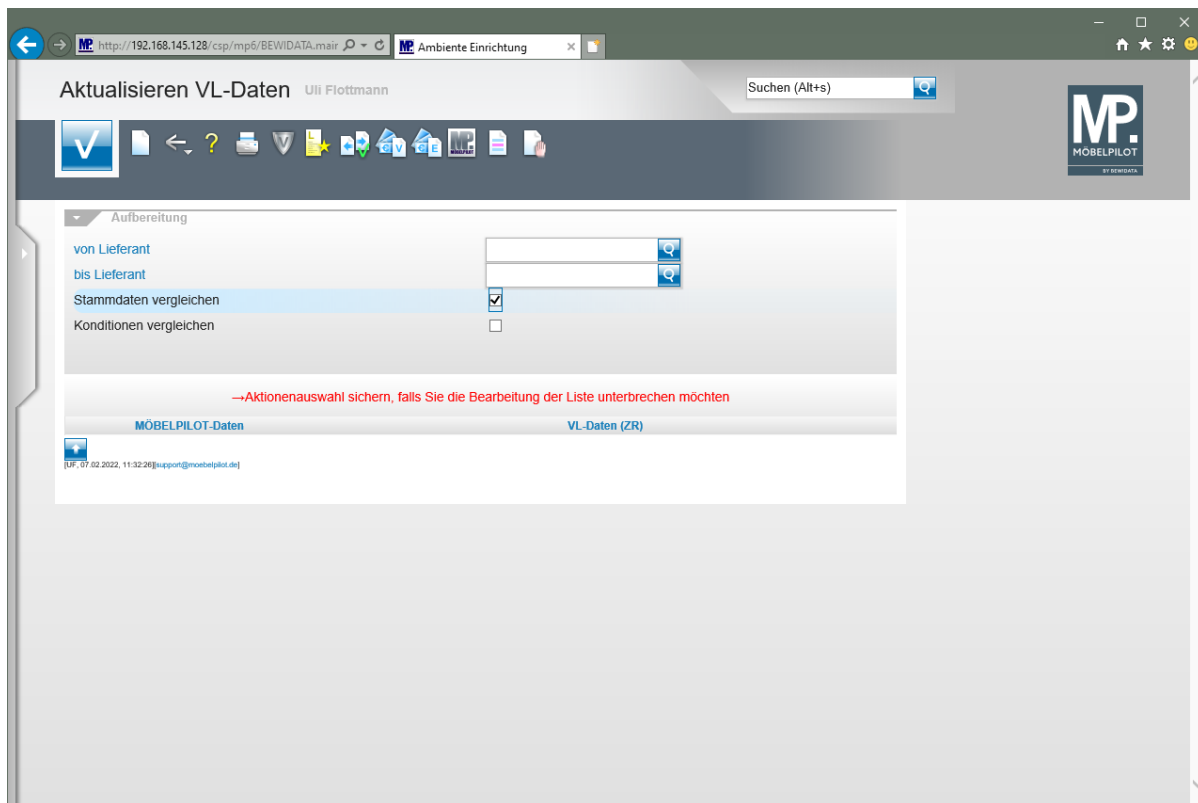 http://192.168.145.128/csp/mp6/BEWIDATA.mair
MP. Ambiente Einrichtung
Aktualisieren VL-Daten Uli Flottmann
Suchen (Alt+s)
MP.
MÖBELPILOT
BY BEWIDATA
Aufbereitung
von Lieferant
bis Lieferant
Stammdaten vergleichen
Konditionen vergleichen
→Aktionenauswahl sichern, falls Sie die Bearbeitung der Liste unterbrechen möchten
MÖBELPILOT-Daten VL-Daten (ZR)
[UF, 07.02.2022, 11:32:26][support@moebelpilot.de]